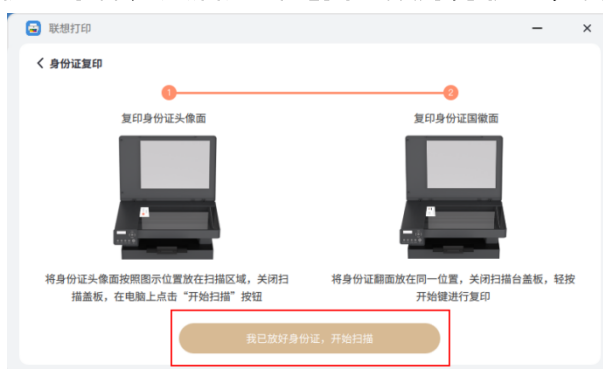 联想打印
身份证复印
1
2
复印身份证头像面
复印身份证国徽面
将身份证头像面按照图示位置放在扫描区域，关闭扫
描盖板，在电脑上点击“开始扫描”按钮
将身份证翻面放在同一位置，关闭扫描台盖板，轻按
开始键进行复印
我已放好身份证，开始扫描